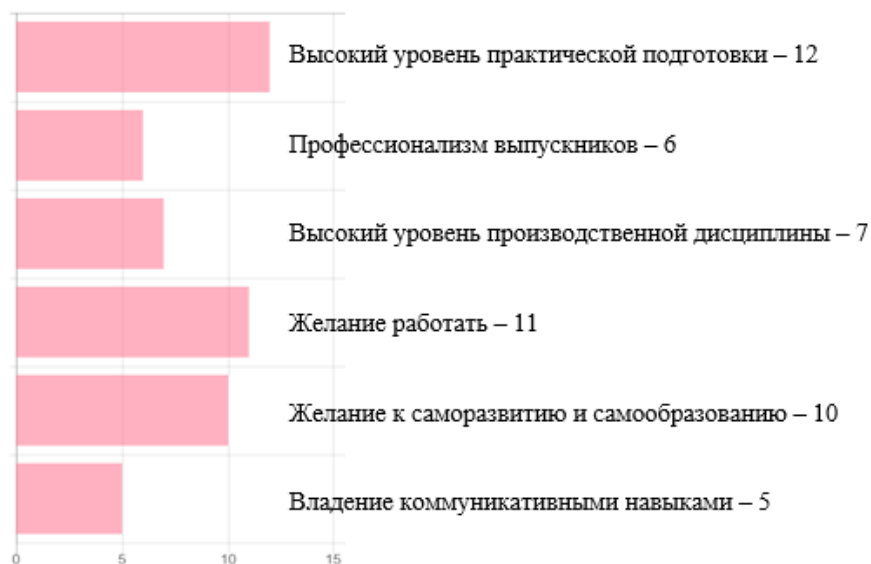 Высокий уровень практической подготовки – 12
Профессионализм выпускников – 6
Высокий уровень производственной дисциплины – 7
Желание работать – 11
Желание к саморазвитию и самообразованию – 10
Владение коммуникативными навыками – 5
0 5 10 15